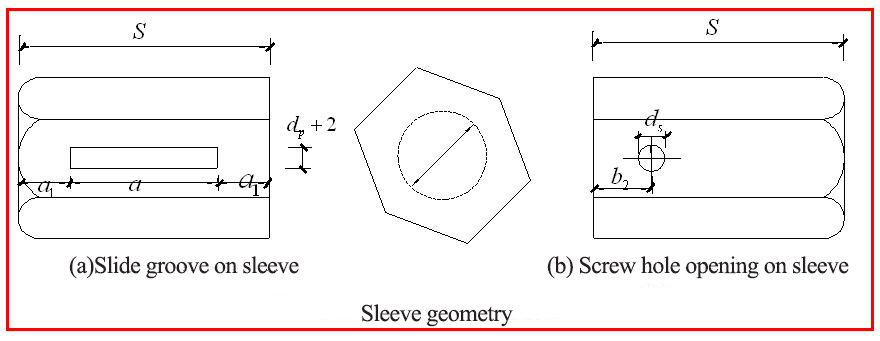 S
S
d_p + 2
d_s
a_1
a
a_1
b_2
(a)Slide groove on sleeve
(b) Screw hole opening on sleeve
Sleeve geometry